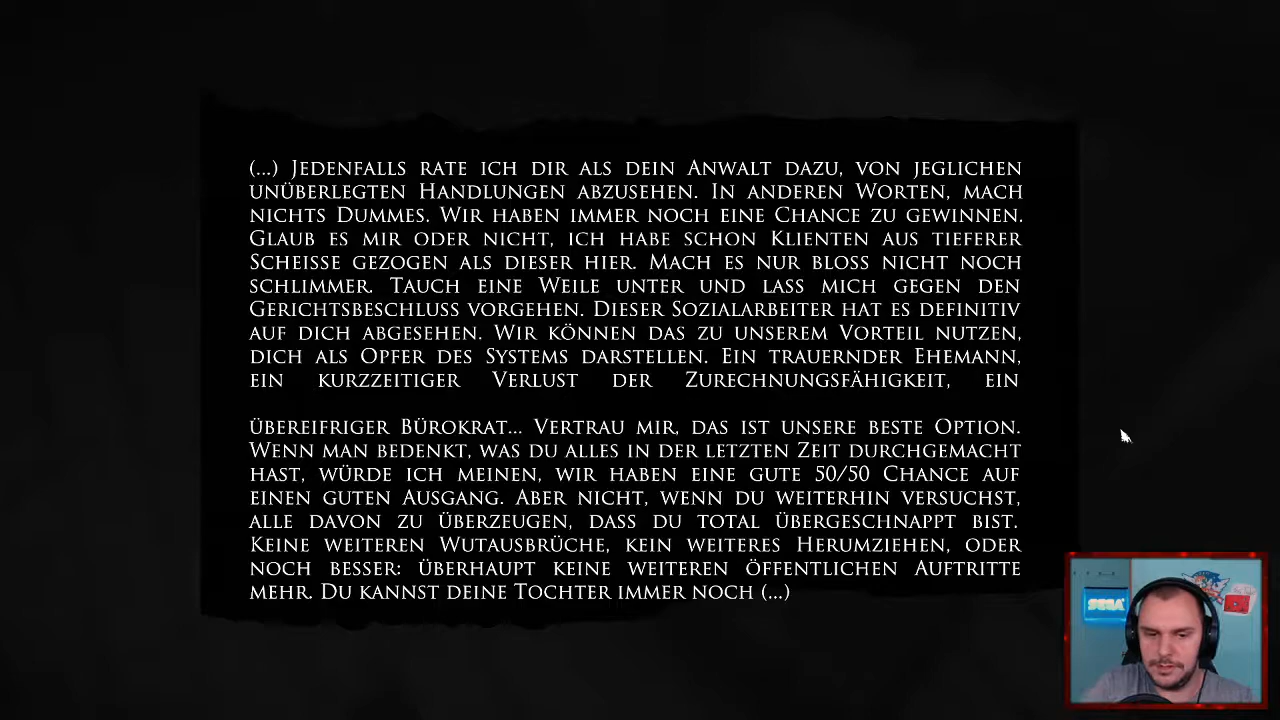 (...) Jedenfalls rate ich dir als dein Anwalt dazu, von jeglichen
unüberlegten Handlungen abzusehen. In anderen Worten, mach
nichts Dummes. Wir haben immer noch eine Chance zu gewinnen.
Glaub es mir oder nicht, ich habe schon Klienten aus tieferer
Scheisse gezogen als dieser hier. Mach es nur bloss nicht noch
schlimmer. Tauch eine Weile unter und lass mich gegen den
Gerichtsbeschluss vorgehen. Dieser Sozialarbeiter hat es definitiv
auf dich abgesehen. Wir können das zu unserem Vorteil nutzen,
dich als Opfer des Systems darstellen. Ein trauernder Ehemann,
ein kurzzeitiger Verlust der Zurechnungsfähigkeit, ein
übereifriger Bürokrat... Vertrau mir, das ist unsere beste Option.
Wenn man bedenkt, was du alles in der letzten Zeit durchgemacht
hast, würde ich meinen, wir haben eine gute 50/50 Chance auf
einen guten Ausgang. Aber nicht, wenn du weiterhin versuchst,
alle davon zu überzeugen, dass du total übergeschnappt bist.
Keine weiteren Wutausbrüche, kein weiteres Herumziehen, oder
noch besser: überhaupt keine weiteren öffentlichen Auftritte
mehr. Du kannst deine Tochter immer noch (...)
SEGA